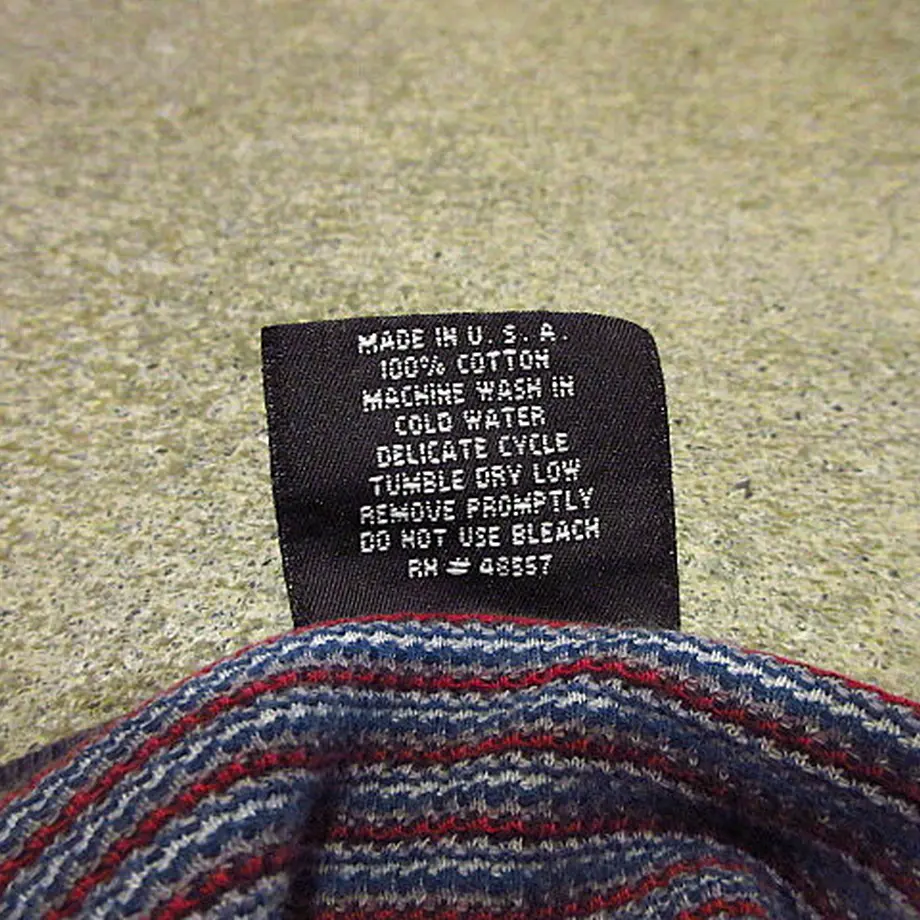 MADE IN U. S. A.
100% COTTON
MACHINE WASH IN
COLD WATER
DELICATE CYCLE
TUMBLE DRY LOW
REMOVE PROMPTLY
DO NOT USE BLEACH
RN # 48557